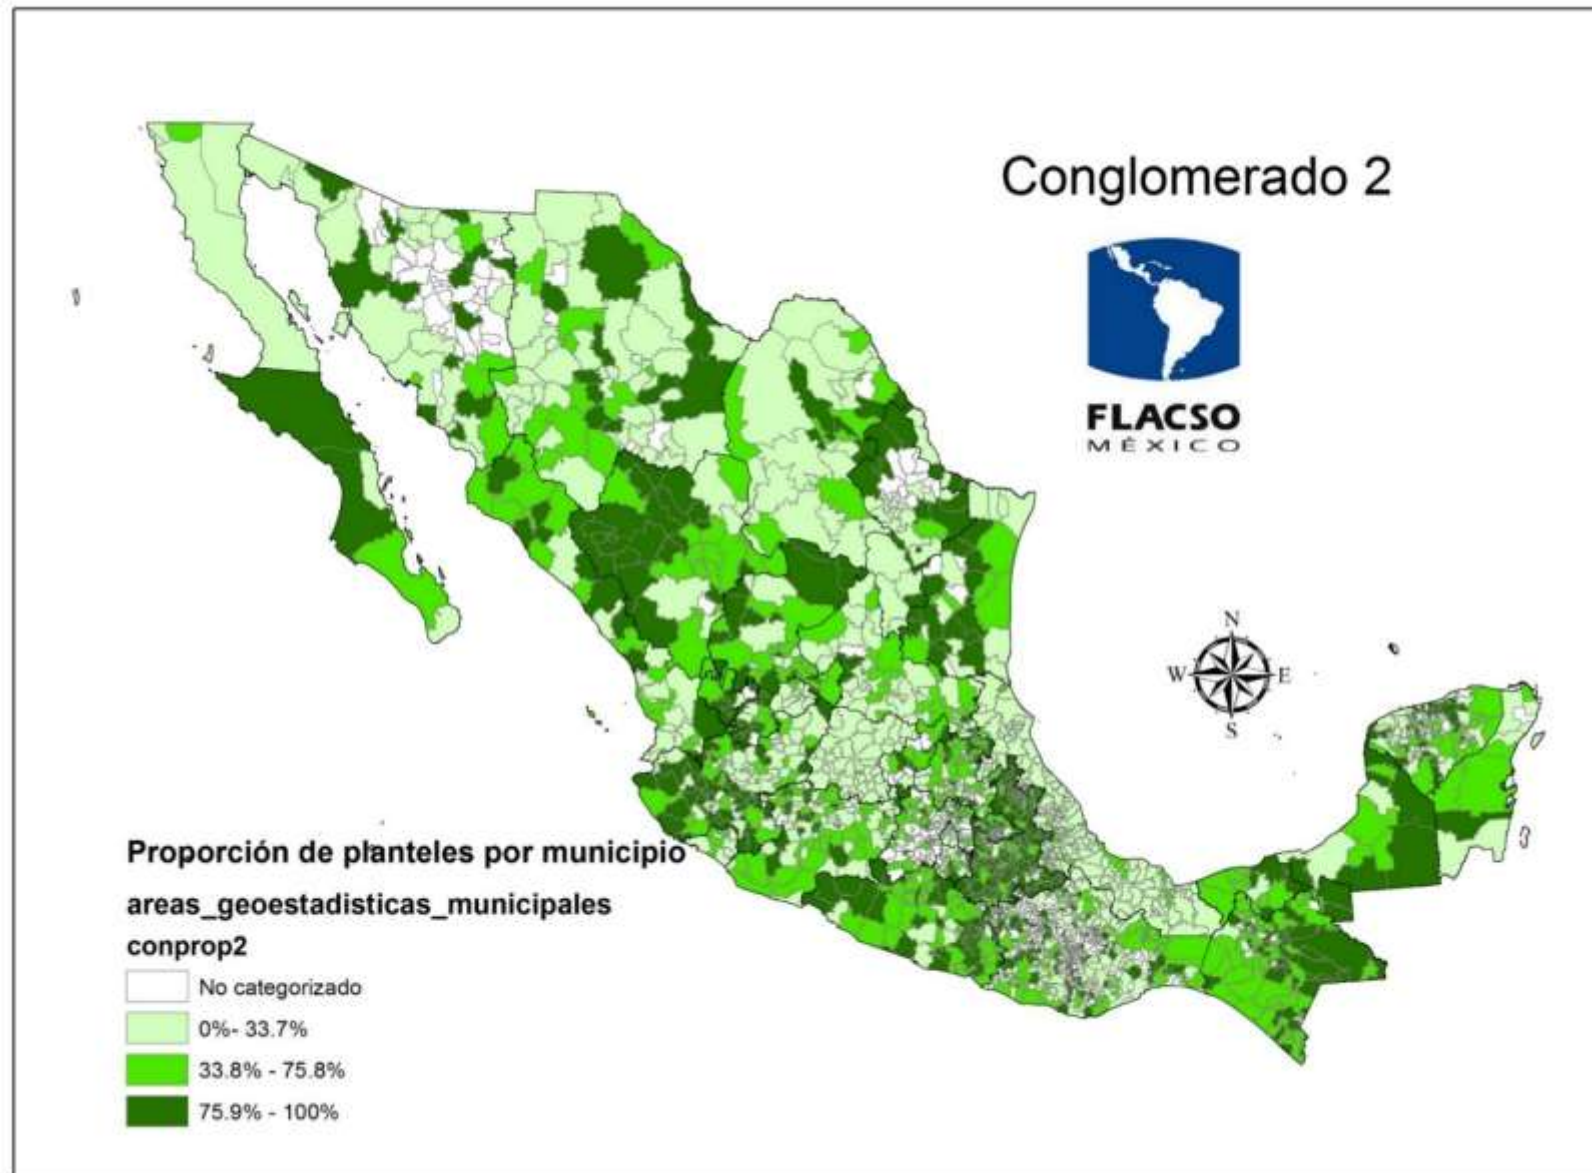 Conglomerado 2
FLACSO
MÉXICO
N
W
E
S
Proporción de planteles por municipio
areas_geoestadisticas_municipales
conprop2
No categorizado
0%- 33.7%
33.8% - 75.8%
75.9% - 100%